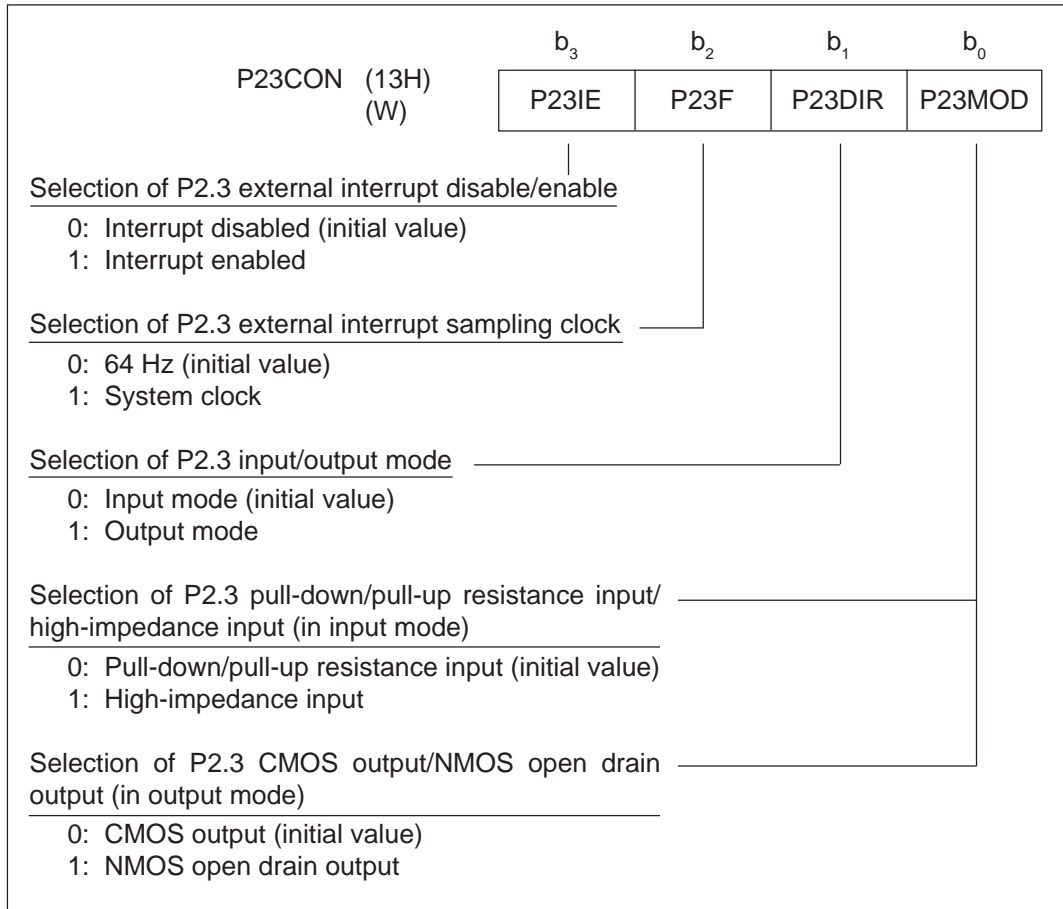 b3 b2 b1 b0
P23CON (13H)
(W)
P23IE P23F P23DIR P23MOD
Selection of P2.3 external interrupt disable/enable
0: Interrupt disabled (initial value)
1: Interrupt enabled
Selection of P2.3 external interrupt sampling clock
0: 64 Hz (initial value)
1: System clock
Selection of P2.3 input/output mode
0: Input mode (initial value)
1: Output mode
Selection of P2.3 pull-down/pull-up resistance input/
high-impedance input (in input mode)
0: Pull-down/pull-up resistance input (initial value)
1: High-impedance input
Selection of P2.3 CMOS output/NMOS open drain
output (in output mode)
0: CMOS output (initial value)
1: NMOS open drain output